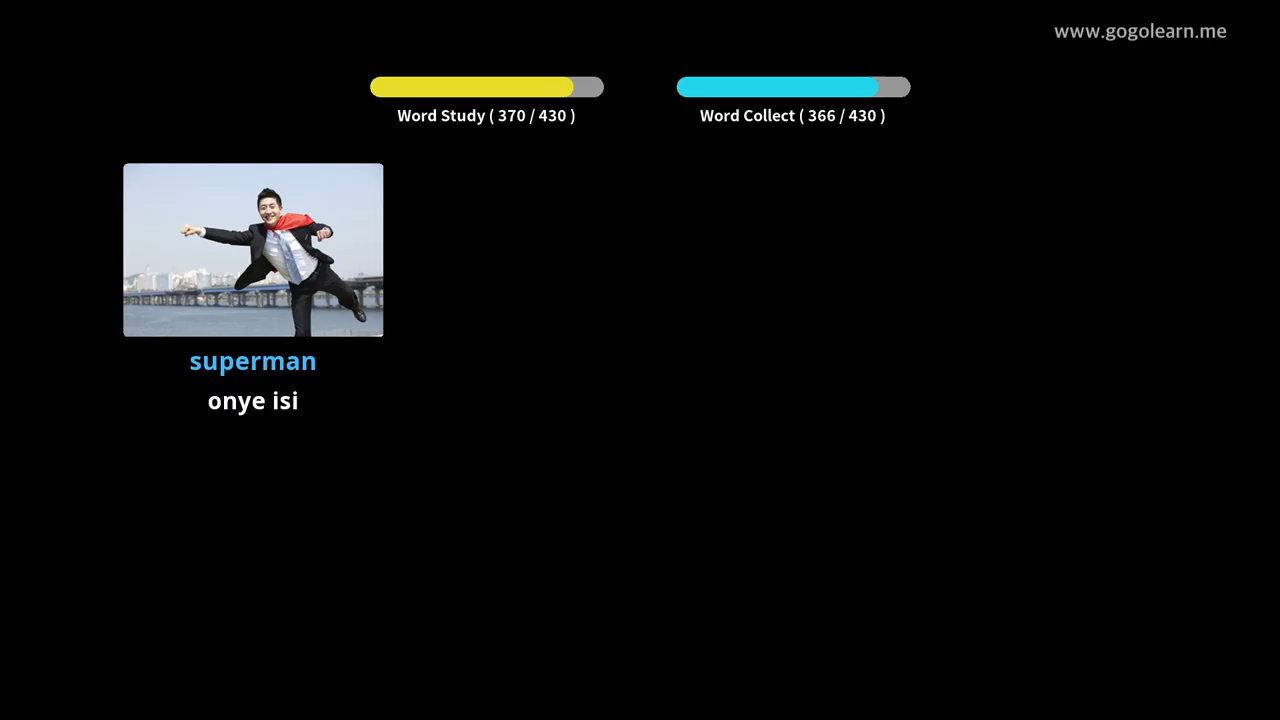 www.gogolearn.me
Word Study ( 370 / 430 )
Word Collect ( 366 / 430 )
superman
onye isi